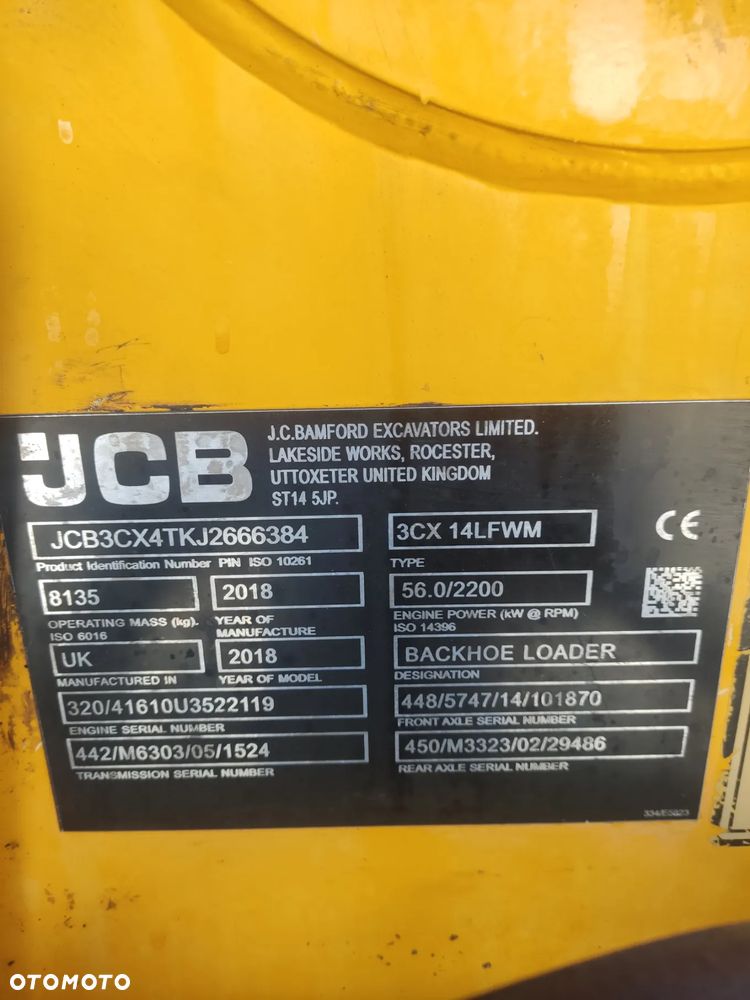 JCB
J.C.BAMFORD EXCAVATORS LIMITED.
LAKESIDE WORKS, ROCESTER,
UTTOXETER UNITED KINGDOM
ST14 5JP.
JCB3CX4TKJ2666384
Product Identification Number PIN ISO 10261
3CX 14LFWM
TYPE
CE
8135
OPERATING MASS (kg).
ISO 6016
2018
YEAR OF
MANUFACTURE
56.0/2200
ENGINE POWER (kW @ RPM)
ISO 14396
UK
MANUFACTURED IN
2018
YEAR OF MODEL
BACKHOE LOADER
DESIGNATION
320/41610U3522119
ENGINE SERIAL NUMBER
448/5747/14/101870
FRONT AXLE SERIAL NUMBER
442/M6303/05/1524
TRANSMISSION SERIAL NUMBER
450/M3323/02/29486
REAR AXLE SERIAL NUMBER
334/E5823
OTOMOTO